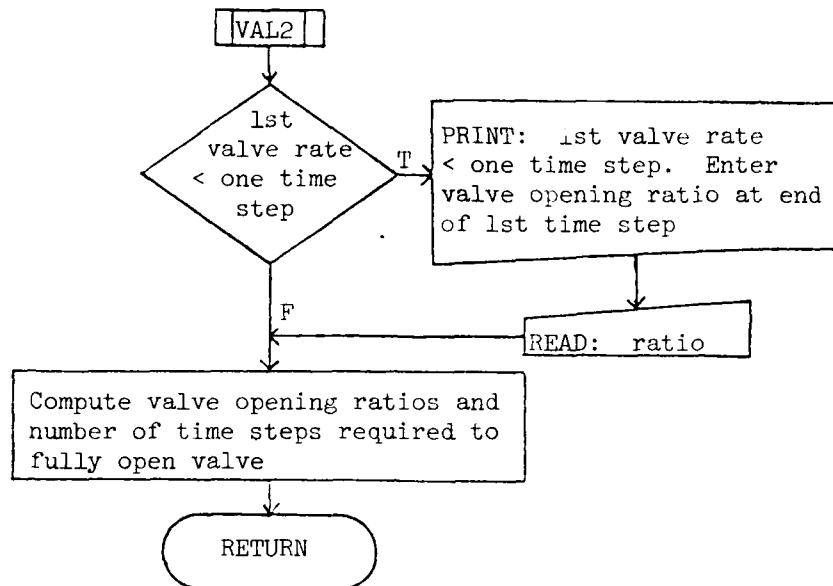 VAL2
1st
valve rate
< one time
step
T
PRINT: 1st valve rate
< one time step. Enter
valve opening ratio at end
of 1st time step
F
READ: ratio
Compute valve opening ratios and
number of time steps required to
fully open valve
RETURN